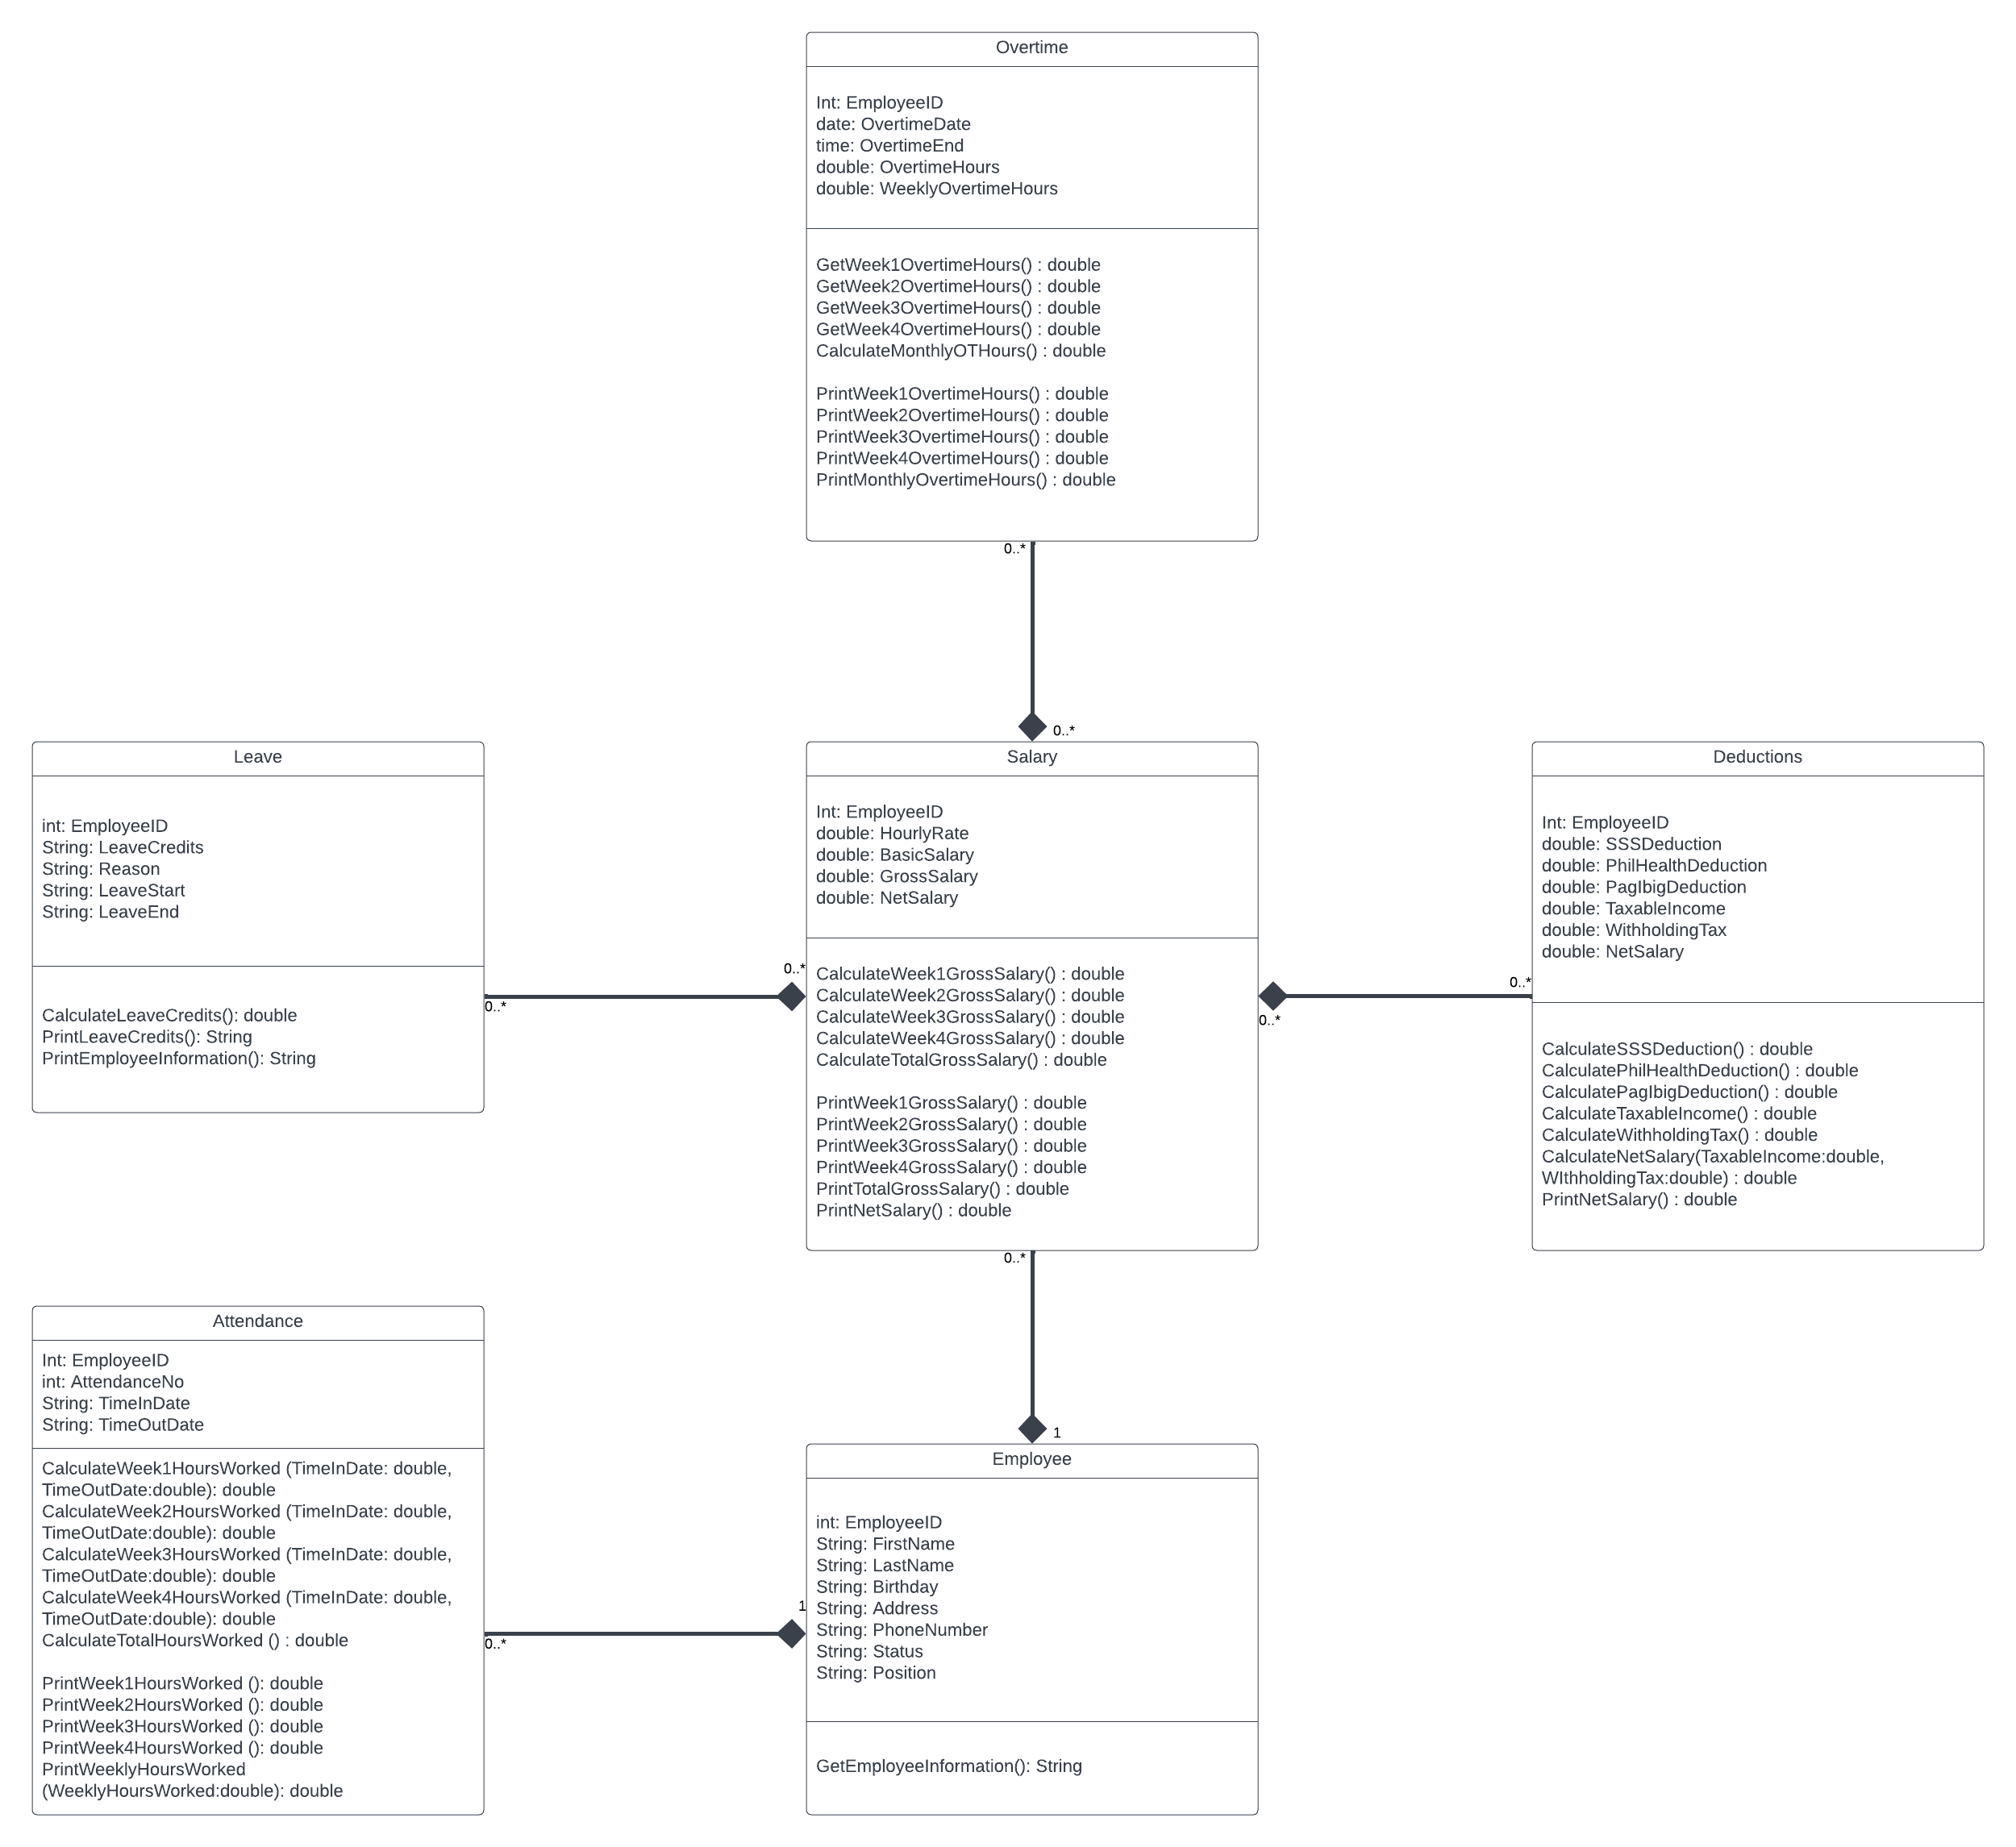 Overtime
Int: EmployeeID
date: OvertimeDate
time: OvertimeEnd
double: OvertimeHours
double: WeeklyOvertimeHours
GetWeek1OvertimeHours() : double
GetWeek2OvertimeHours() : double
GetWeek3OvertimeHours() : double
GetWeek4OvertimeHours() : double
CalculateMonthlyOTHours() : double
PrintWeek1OvertimeHours() : double
PrintWeek2OvertimeHours() : double
PrintWeek3OvertimeHours() : double
PrintWeek4OvertimeHours() : double
PrintMonthlyOvertimeHours() : double
0..*
0..*
Leave
int: EmployeeID
String: LeaveCredits
String: Reason
String: LeaveStart
String: LeaveEnd
CalculateLeaveCredits(): double
PrintLeaveCredits(): String
PrintEmployeeInformation(): String
0..*
0..*
Salary
Int: EmployeeID
double: HourlyRate
double: BasicSalary
double: GrossSalary
double: NetSalary
CalculateWeek1GrossSalary() : double
CalculateWeek2GrossSalary() : double
CalculateWeek3GrossSalary() : double
CalculateWeek4GrossSalary() : double
CalculateTotalGrossSalary() : double
PrintWeek1GrossSalary() : double
PrintWeek2GrossSalary() : double
PrintWeek3GrossSalary() : double
PrintWeek4GrossSalary() : double
PrintTotalGrossSalary() : double
PrintNetSalary() : double
0..*
0..*
Deductions
Int: EmployeeID
double: SSSDeduction
double: PhilHealthDeduction
double: PagIbigDeduction
double: TaxableIncome
double: WithholdingTax
double: NetSalary
CalculateSSSDeduction() : double
CalculatePhilHealthDeduction() : double
CalculatePagIbigDeduction() : double
CalculateTaxableIncome() : double
CalculateWithholdingTax() : double
CalculateNetSalary(TaxableIncome:double,
WIthholdingTax:double) : double
PrintNetSalary() : double
0..*
1
Attendance
Int: EmployeeID
int: AttendanceNo
String: TimeInDate
String: TimeOutDate
CalculateWeek1HoursWorked (TimeInDate: double,
TimeOutDate:double): double
CalculateWeek2HoursWorked (TimeInDate: double,
TimeOutDate:double): double
CalculateWeek3HoursWorked (TimeInDate: double,
TimeOutDate:double): double
CalculateWeek4HoursWorked (TimeInDate: double,
TimeOutDate:double): double
CalculateTotalHoursWorked () : double
PrintWeek1HoursWorked (): double
PrintWeek2HoursWorked (): double
PrintWeek3HoursWorked (): double
PrintWeek4HoursWorked (): double
PrintWeeklyHoursWorked
(WeeklyHoursWorked:double): double
0..*
1
Employee
int: EmployeeID
String: FirstName
String: LastName
String: Birthday
String: Address
String: PhoneNumber
String: Status
String: Position
GetEmployeeInformation(): String